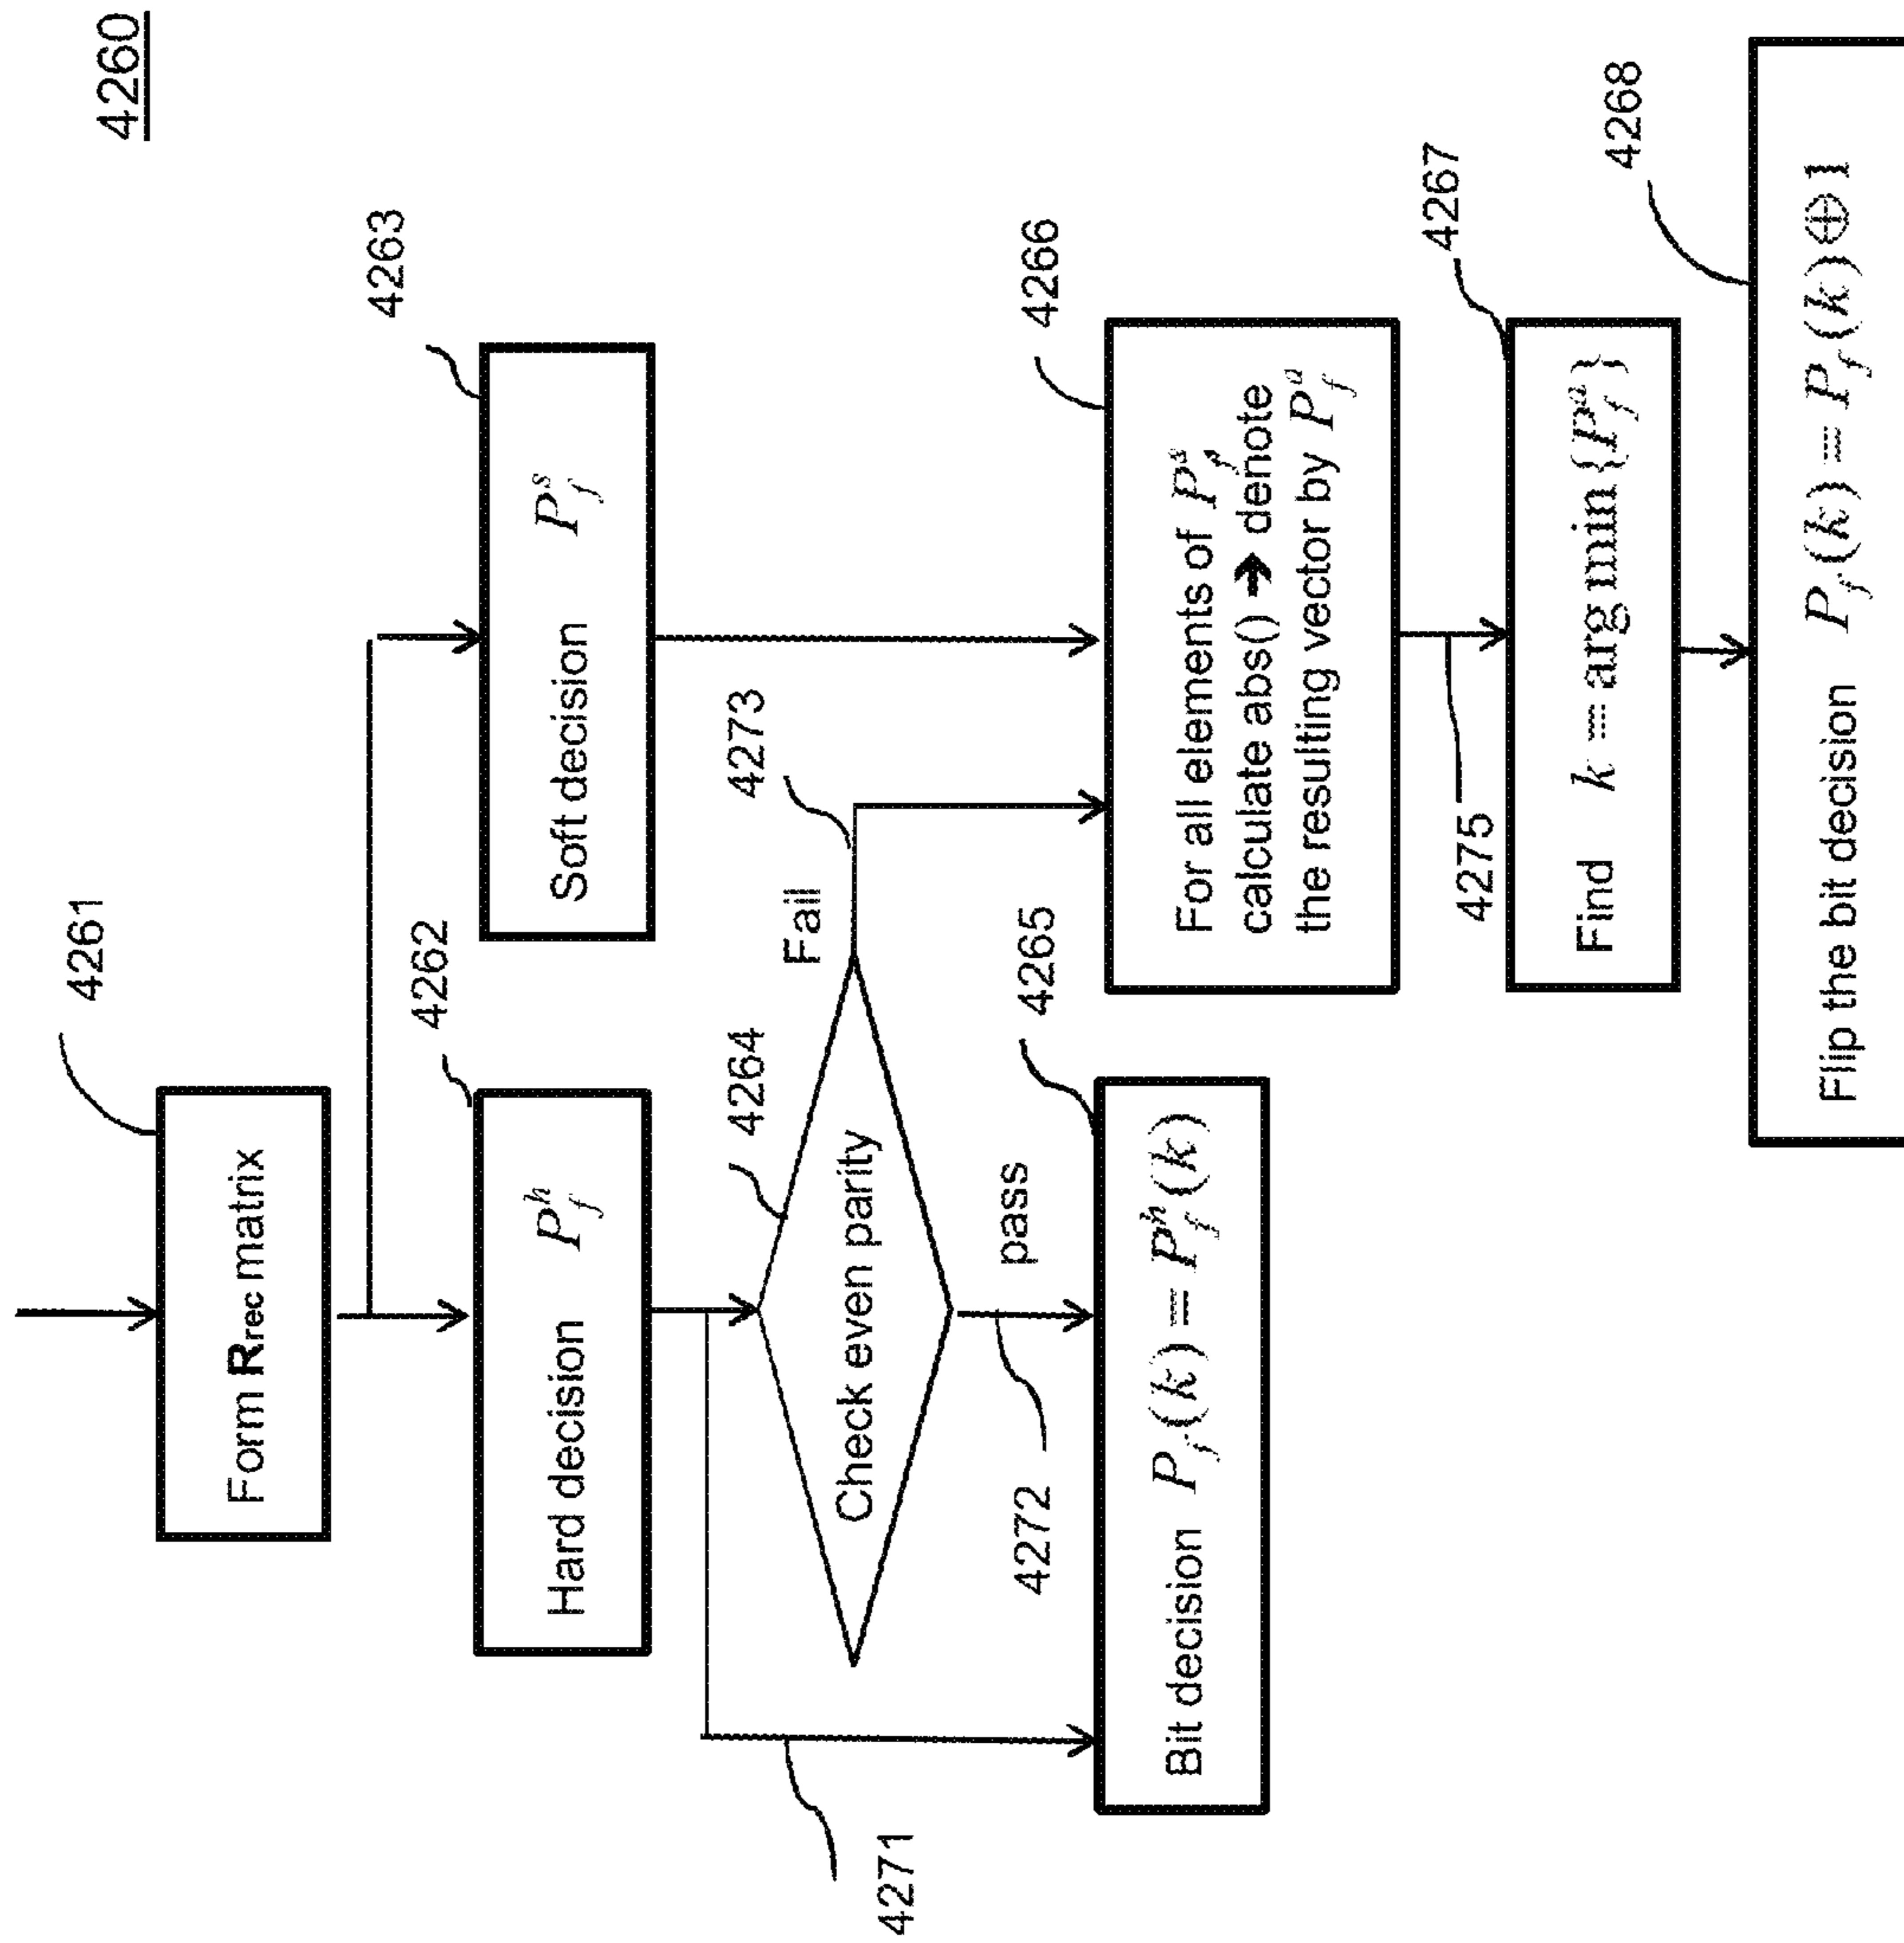 4260
4261
Form Rrec matrix
4262
4263
Hard decision P_f^h
Soft decision P_f^s
4264
Check even parity
Fail
4273
4271
4272
pass
4265
4266
Bit decision P_f(k) = P_f^h(k)
For all elements of P_f^s
calculate abs() ➔ denote
the resulting vector by P_f^a
4275
4267
Find k = arg min{P_f^a}
4268
Flip the bit decision P_f(k) = P_f(k)⊕1